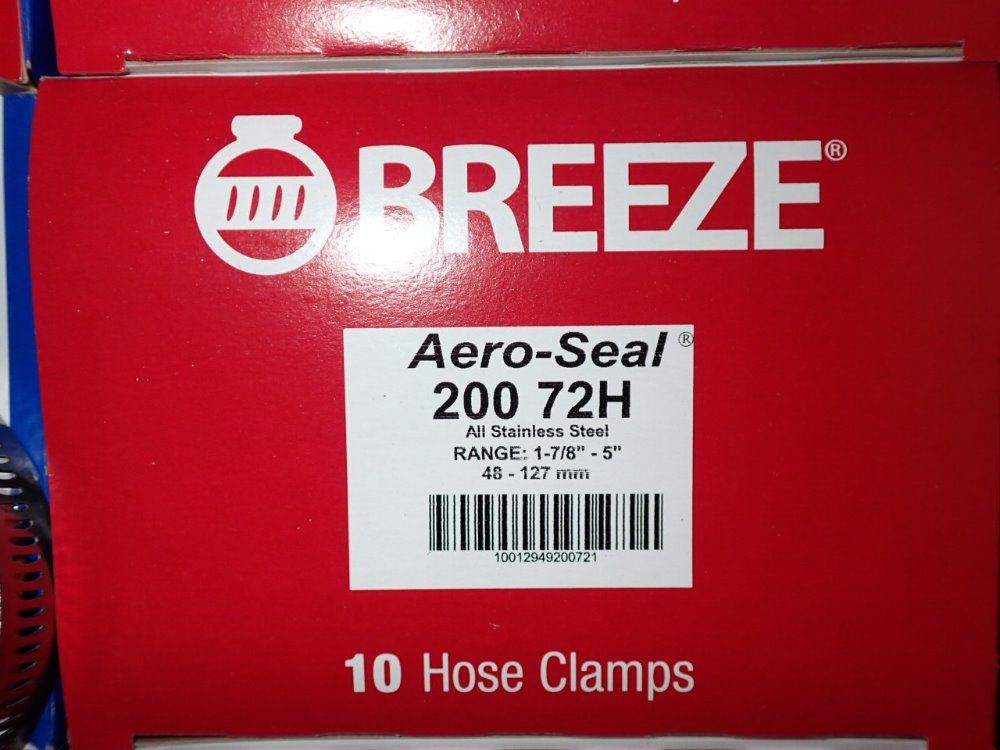 BREEZE®
Aero-Seal ®
200 72H
All Stainless Steel
RANGE: 1-7/8" - 5"
48 - 127 mm
10012949200721
10 Hose Clamps